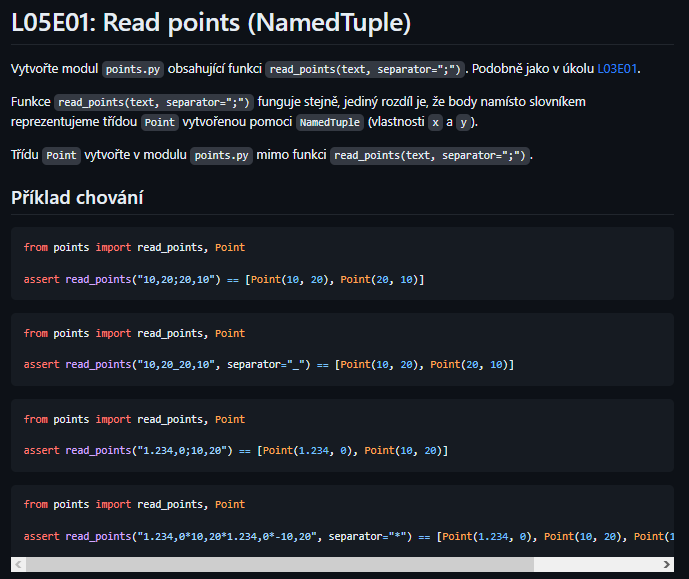 L05E01: Read points (NamedTuple)
Vytvořte modul points.py obsahující funkci read_points(text, separator=";"). Podobně jako v úkolu L03E01.
Funkce read_points(text, separator=";") funguje stejně, jediný rozdíl je, že body namísto slovníkem
reprezentujeme třídou Point vytvořenou pomoci NamedTuple (vlastnosti x a y).
Třídu Point vytvořte v modulu points.py mimo funkci read_points(text, separator=";").
Příklad chování
from points import read_points, Point
assert read_points("10,20;20,10") == [Point(10, 20), Point(20, 10)]
from points import read_points, Point
assert read_points("10,20_20,10", separator="_") == [Point(10, 20), Point(20, 10)]
from points import read_points, Point
assert read_points("1.234,0;10,20") == [Point(1.234, 0), Point(10, 20)]
from points import read_points, Point
assert read_points("1.234,0*10,20*1.234,0*-10,20", separator="*") == [Point(1.234, 0), Point(10, 20), Point(1